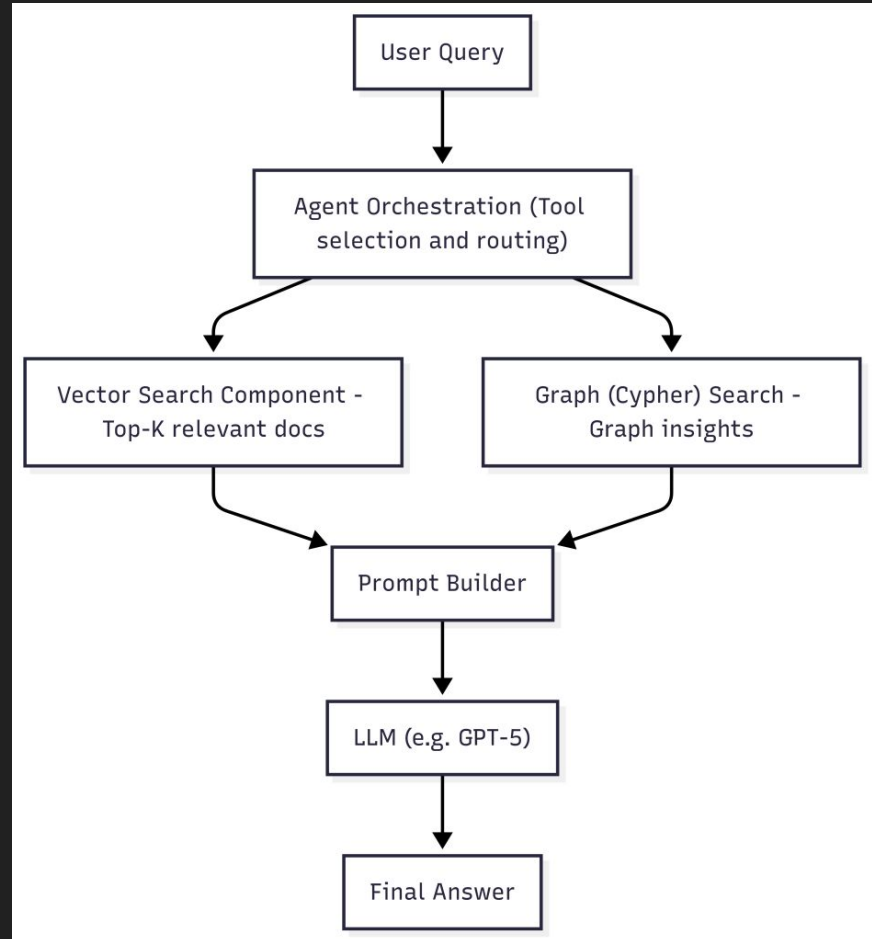 User Query
Agent Orchestration (Tool
selection and routing)
Vector Search Component -
Top-K relevant docs
Graph (Cypher) Search -
Graph insights
Prompt Builder
LLM (e.g. GPT-5)
Final Answer